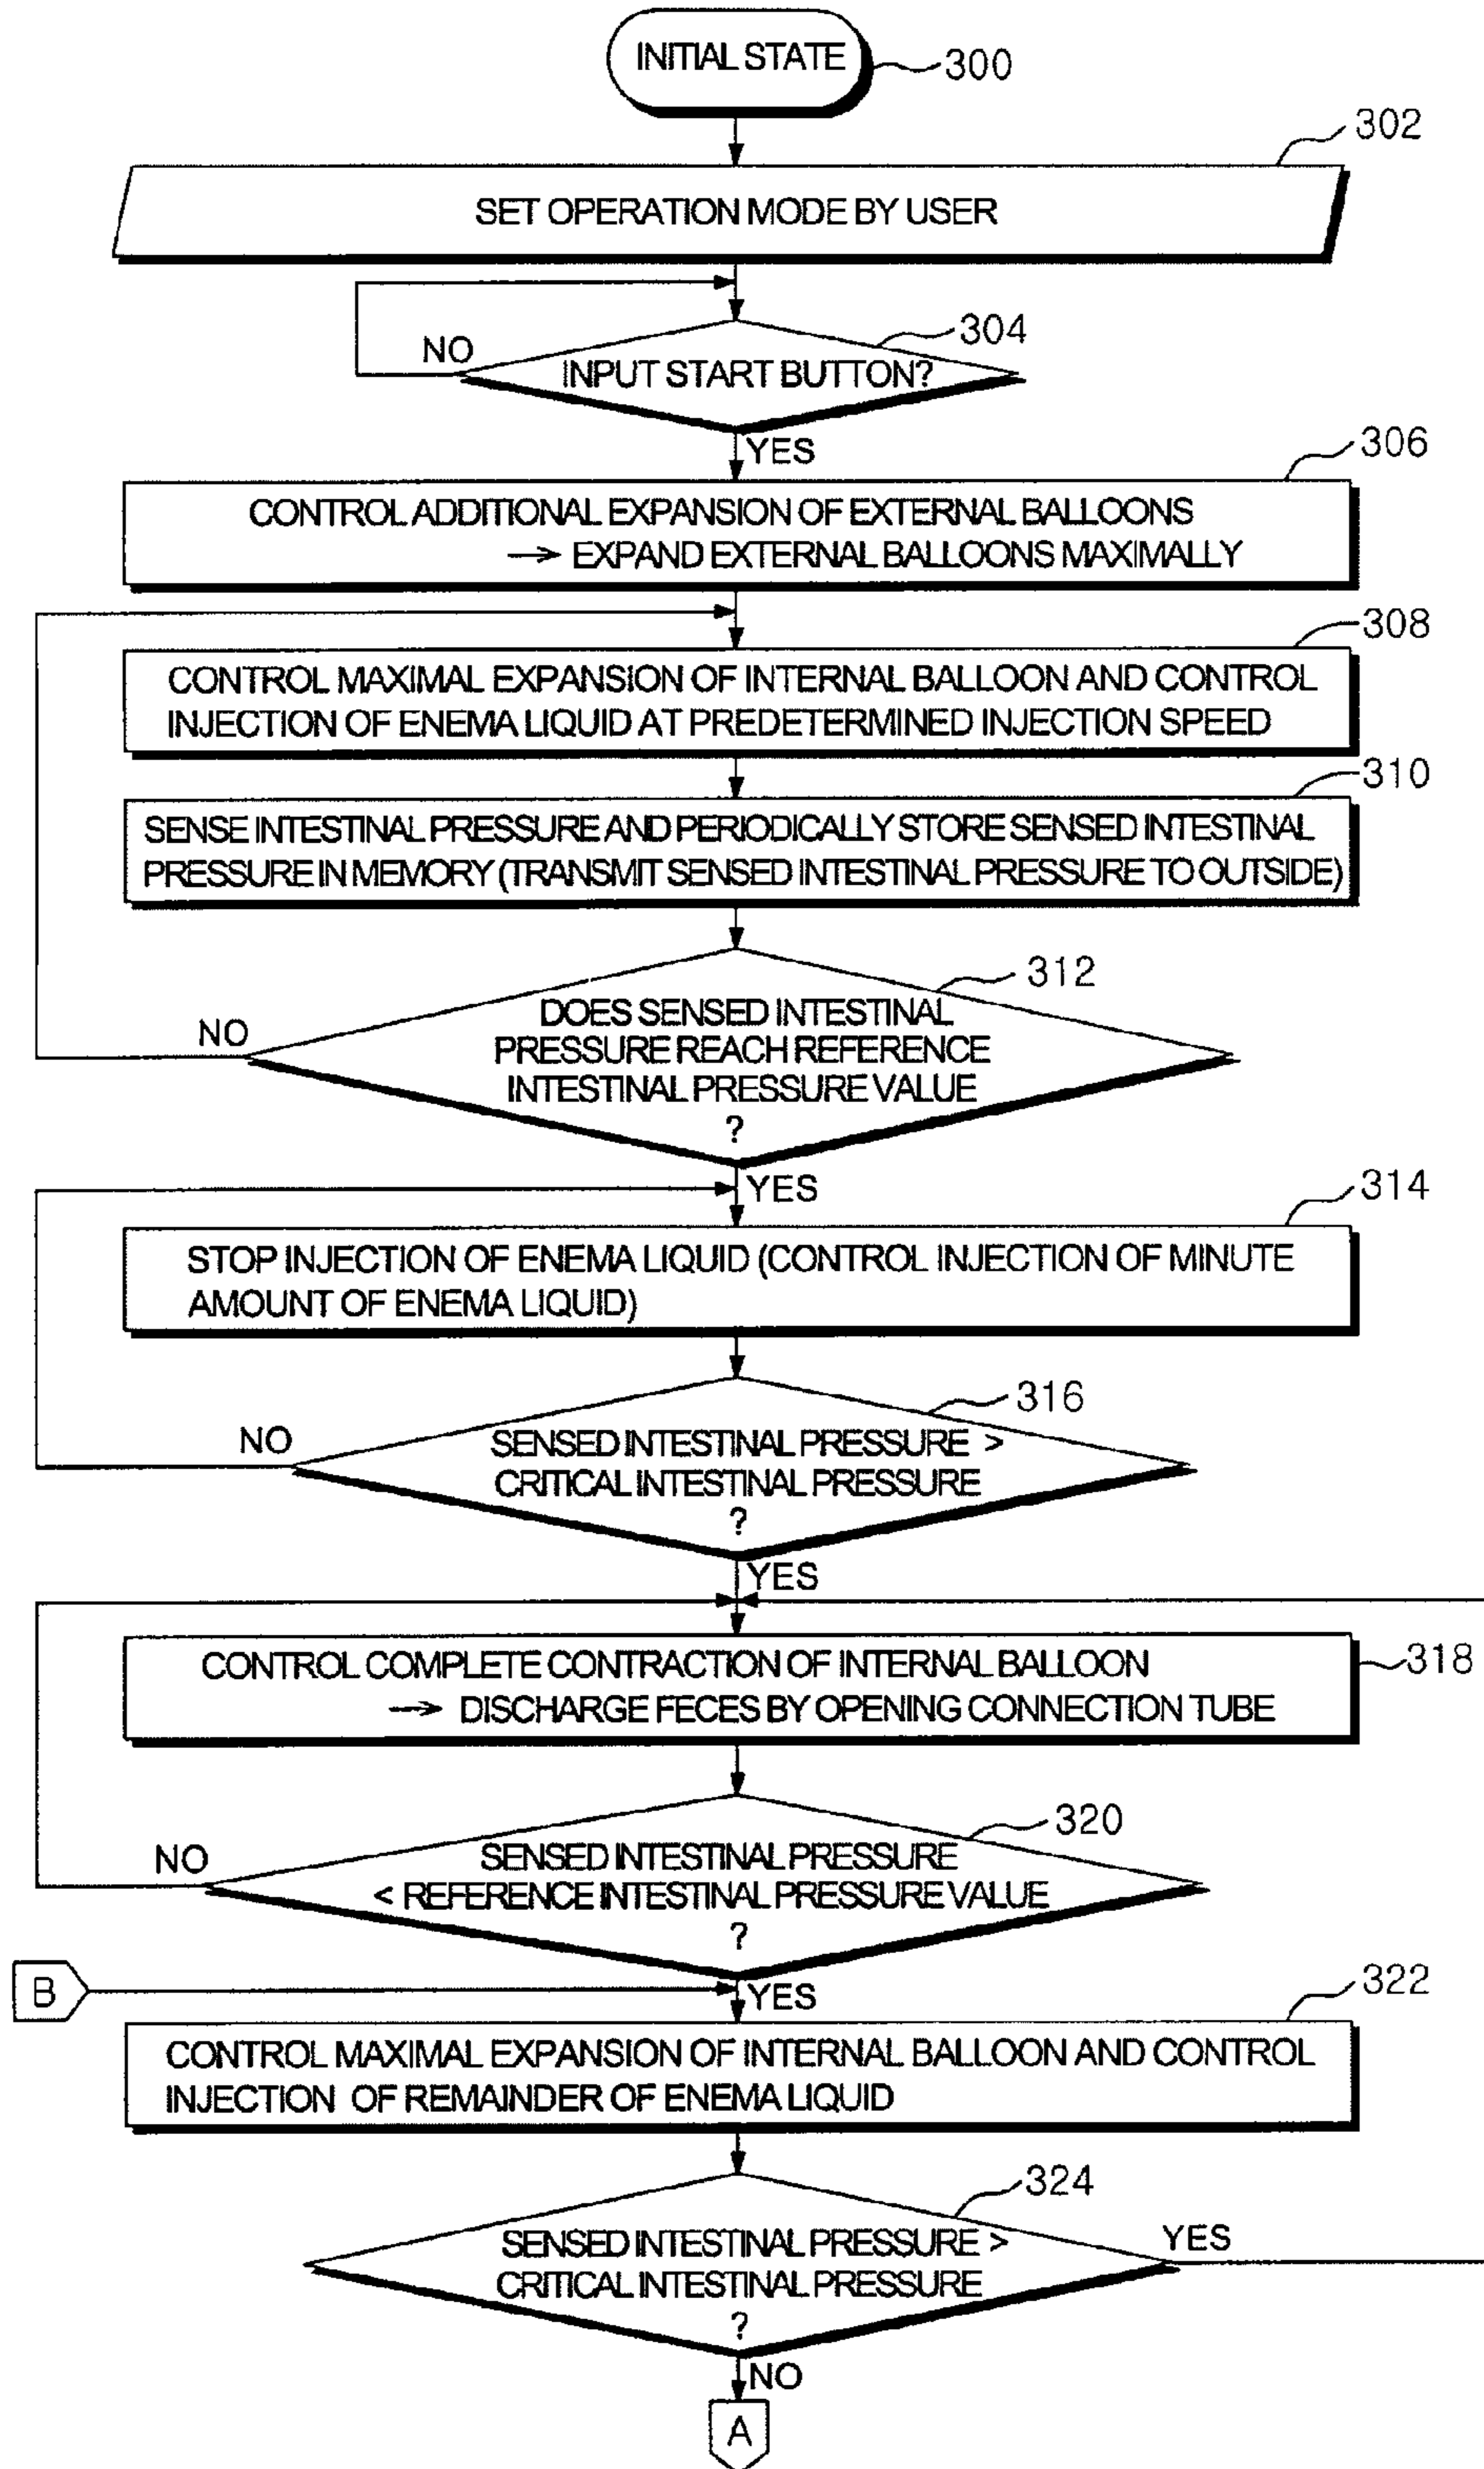 INITIAL STATE
300
302
SET OPERATION MODE BY USER
304
NO
INPUT START BUTTON?
YES
306
CONTROL ADDITIONAL EXPANSION OF EXTERNAL BALLOONS
→ EXPAND EXTERNAL BALLOONS MAXIMALLY
308
CONTROL MAXIMAL EXPANSION OF INTERNAL BALLOON AND CONTROL
INJECTION OF ENEMA LIQUID AT PREDETERMINED INJECTION SPEED
310
SENSE INTESTINAL PRESSURE AND PERIODICALLY STORE SENSED INTESTINAL
PRESSURE IN MEMORY (TRANSMIT SENSED INTESTINAL PRESSURE TO OUTSIDE)
312
NO
DOES SENSED INTESTINAL
PRESSURE REACH REFERENCE
INTESTINAL PRESSURE VALUE
?
YES
314
STOP INJECTION OF ENEMA LIQUID (CONTROL INJECTION OF MINUTE
AMOUNT OF ENEMA LIQUID)
316
NO
SENSED INTESTINAL PRESSURE >
CRITICAL INTESTINAL PRESSURE
?
YES
CONTROL COMPLETE CONTRACTION OF INTERNAL BALLOON
318
→ DISCHARGE FECES BY OPENING CONNECTION TUBE
320
NO
SENSED INTESTINAL PRESSURE
< REFERENCE INTESTINAL PRESSURE VALUE
?
B
YES
322
CONTROL MAXIMAL EXPANSION OF INTERNAL BALLOON AND CONTROL
INJECTION OF REMAINDER OF ENEMA LIQUID
324
SENSED INTESTINAL PRESSURE >
YES
CRITICAL INTESTINAL PRESSURE
?
NO
A